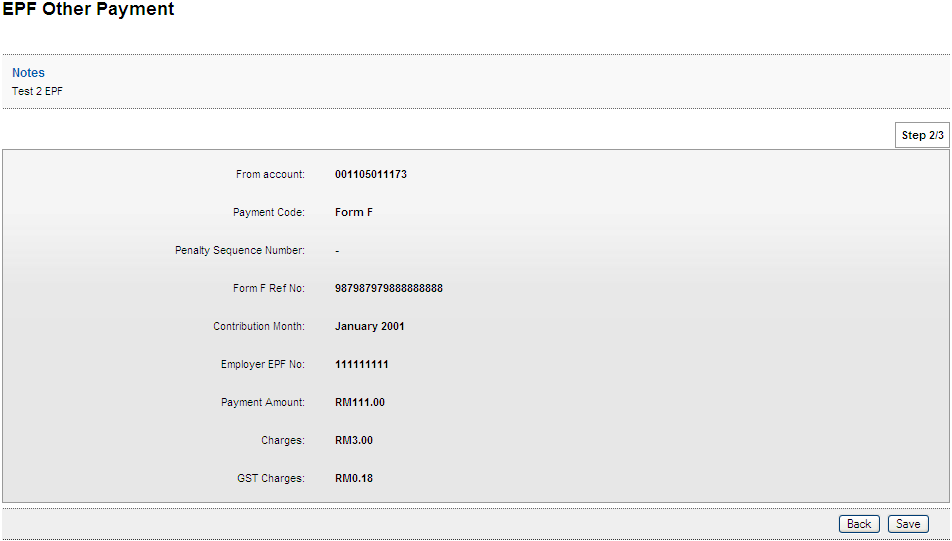 EPF Other Payment
Notes
Test 2 EPF
Step 2/3
From account: 001105011173
Payment Code: Form F
Penalty Sequence Number: -
Form F Ref No: 987987979888888888
Contribution Month: January 2001
Employer EPF No: 111111111
Payment Amount: RM111.00
Charges: RM3.00
GST Charges: RM0.18
Back Save